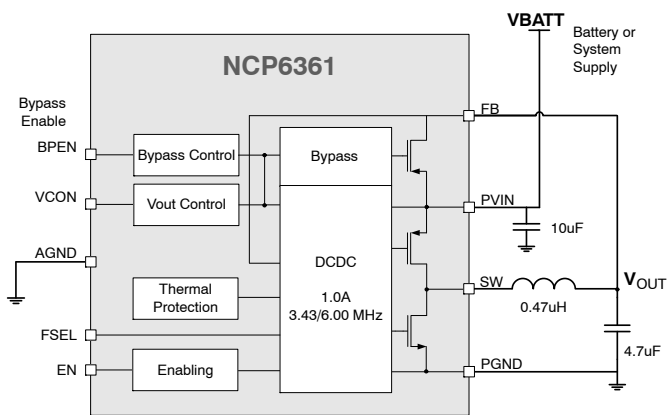 VBATT
Battery or
System
Supply
NCP6361
Bypass
Enable
FB
BPEN
Bypass Control
Bypass
VCON
Vout Control
PVIN
10uF
AGND
DCDC
Thermal
Protection
1.0A
3.43/6.00 MHz
SW
0.47uH
VOUT
FSEL
4.7uF
EN
Enabling
PGND